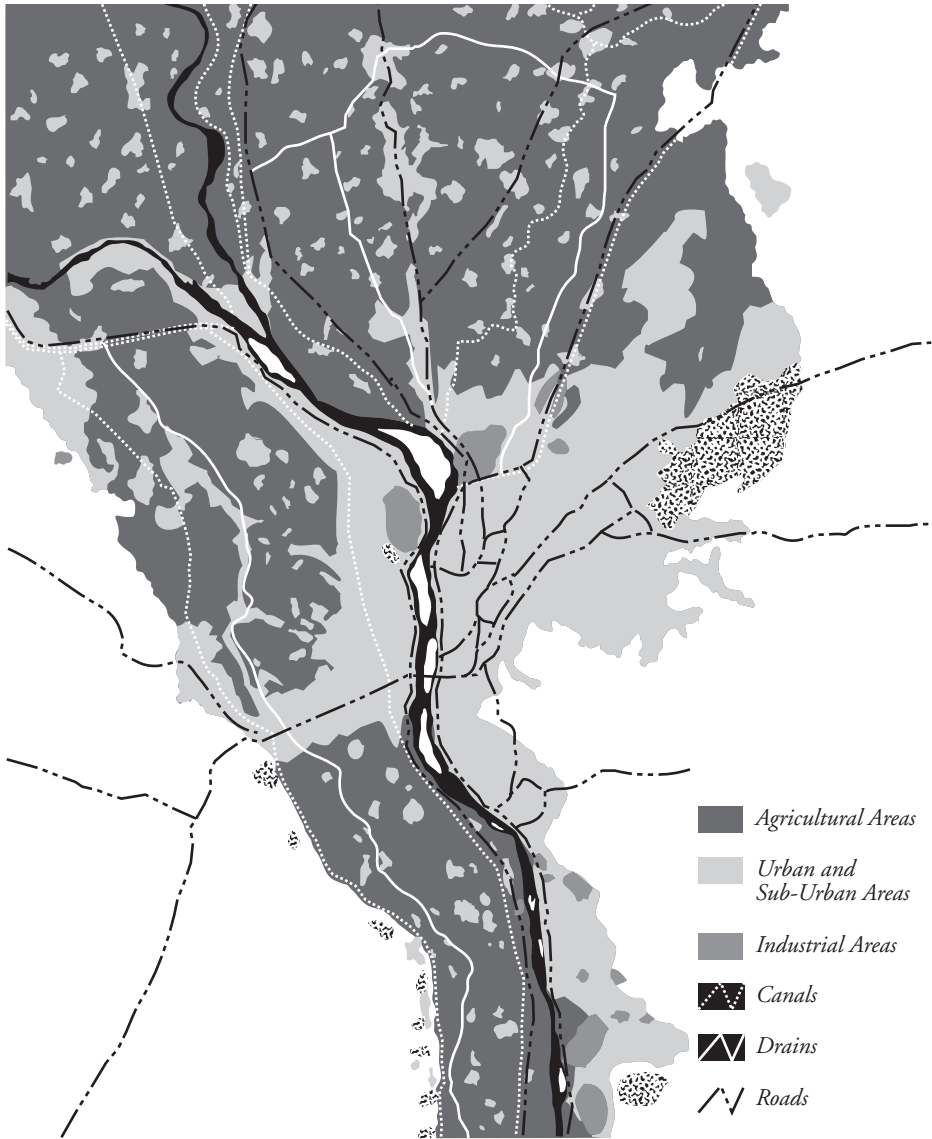 Agricultural Areas
Urban and
Sub-Urban Areas
Industrial Areas
Canals
Drains
Roads